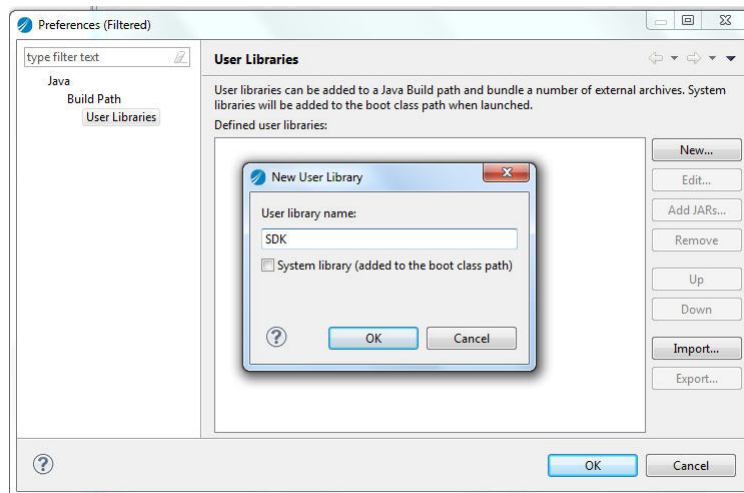 Preferences (Filtered)
type filter text
Java
Build Path
User Libraries
User Libraries
User libraries can be added to a Java Build path and bundle a number of external archives. System
libraries will be added to the boot class path when launched.
Defined user libraries:
New...
Edit...
Add JARs...
Remove
Up
Down
Import...
Export...
New User Library
User library name:
SDK
System library (added to the boot class path)
OK
Cancel
OK
Cancel